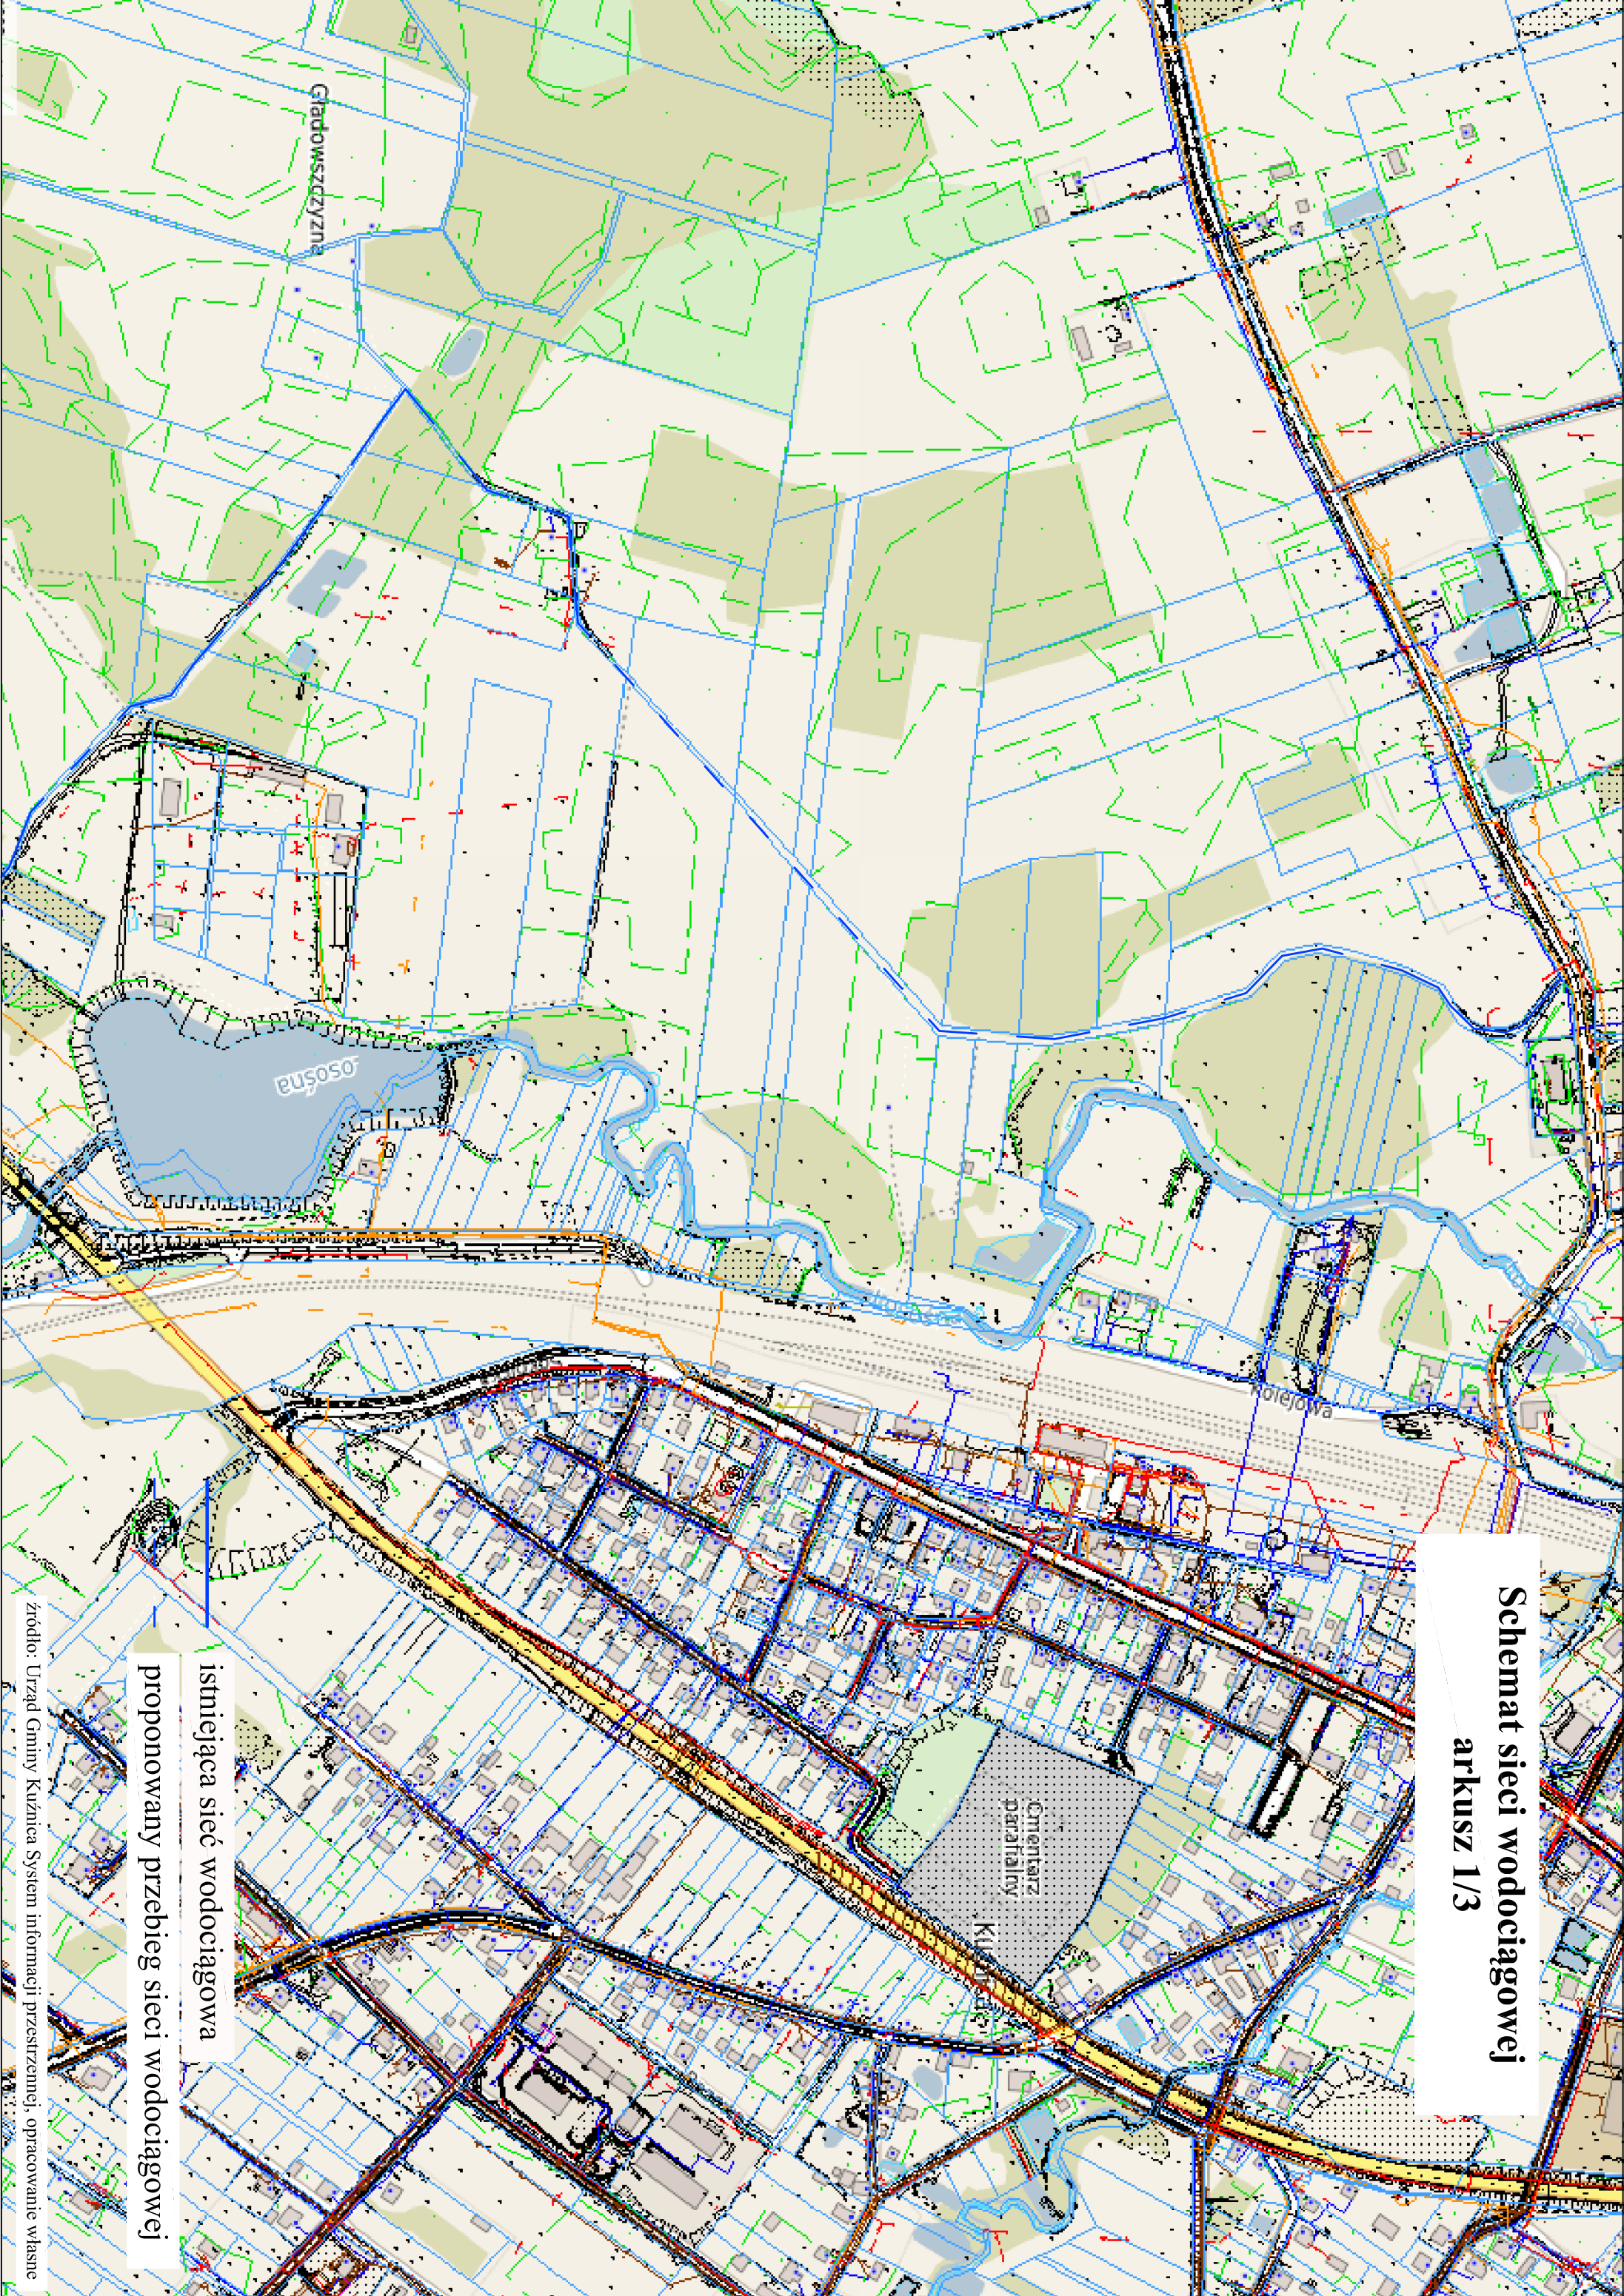 Schemat sieci wodociągowej
arkusz 1/3
Gładowszczyzna
ososna
Kolejowa
Cmentarz
parafialny
istniejąca sieć wodociągowa
proponowany przebieg sieci wodociągowej
źródło: Urząd Gminy Kuźnica System informacji przestrzennej, opracowanie własne